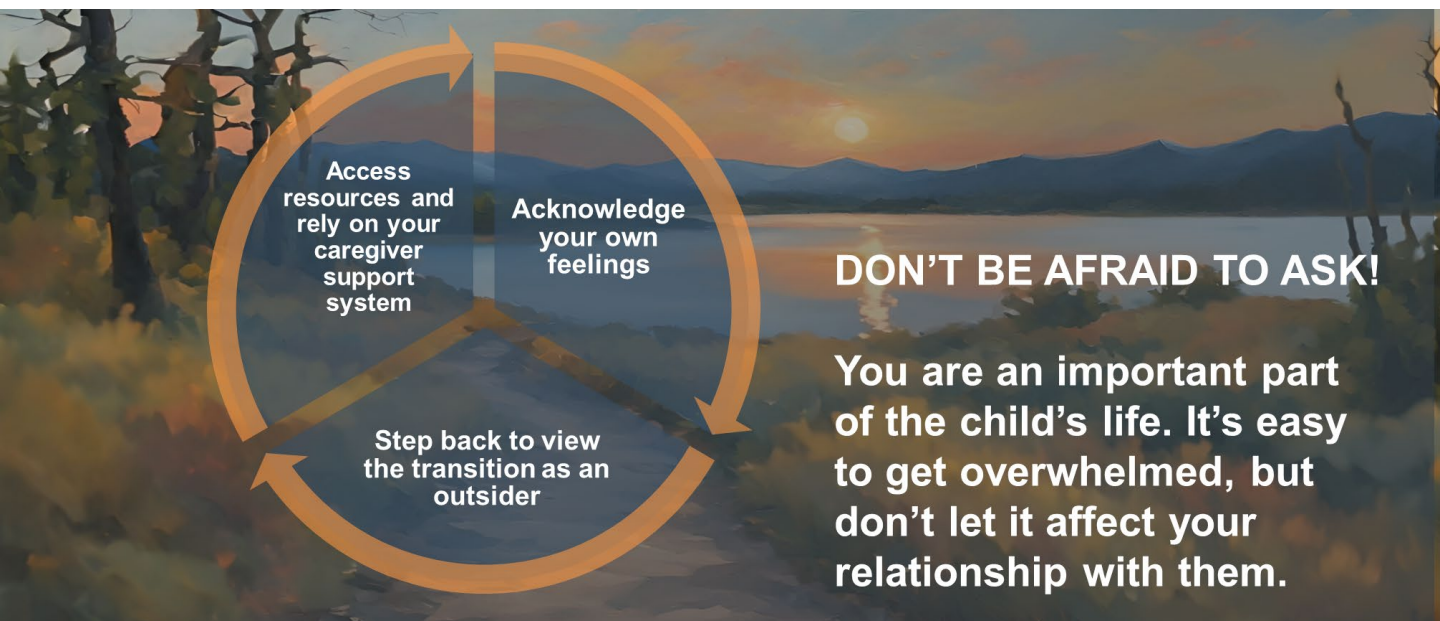 Access
resources and
rely on your
caregiver
support
system
Acknowledge
your own
feelings
Step back to view
the transition as an
outsider
DON’T BE AFRAID TO ASK!
You are an important part
of the child’s life. It’s easy
to get overwhelmed, but
don’t let it affect your
relationship with them.